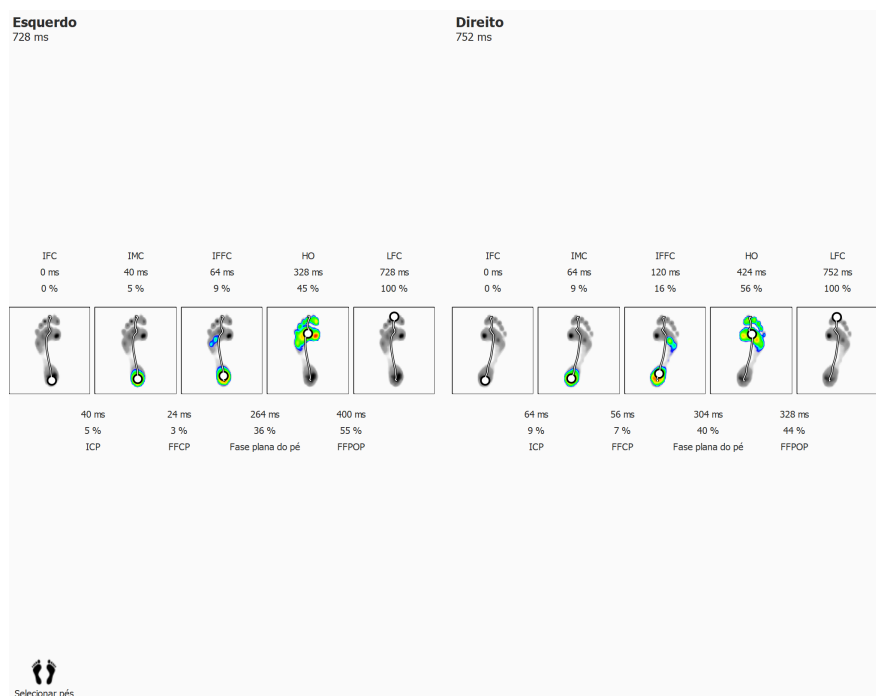 Esquerdo
728 ms
IFC IMC IFFC HO LFC
0 ms 40 ms 64 ms 328 ms 728 ms
0 % 5 % 9 % 45 % 100 %
40 ms 24 ms 264 ms 400 ms
5 % 3 % 36 % 55 %
ICP FFCP Fase plana do pé FFPOP
Direito
752 ms
IFC IMC IFFC HO LFC
0 ms 64 ms 120 ms 424 ms 752 ms
0 % 9 % 16 % 56 % 100 %
64 ms 56 ms 304 ms 328 ms
9 % 7 % 40 % 44 %
ICP FFCP Fase plana do pé FFPOP
Selecionar pés